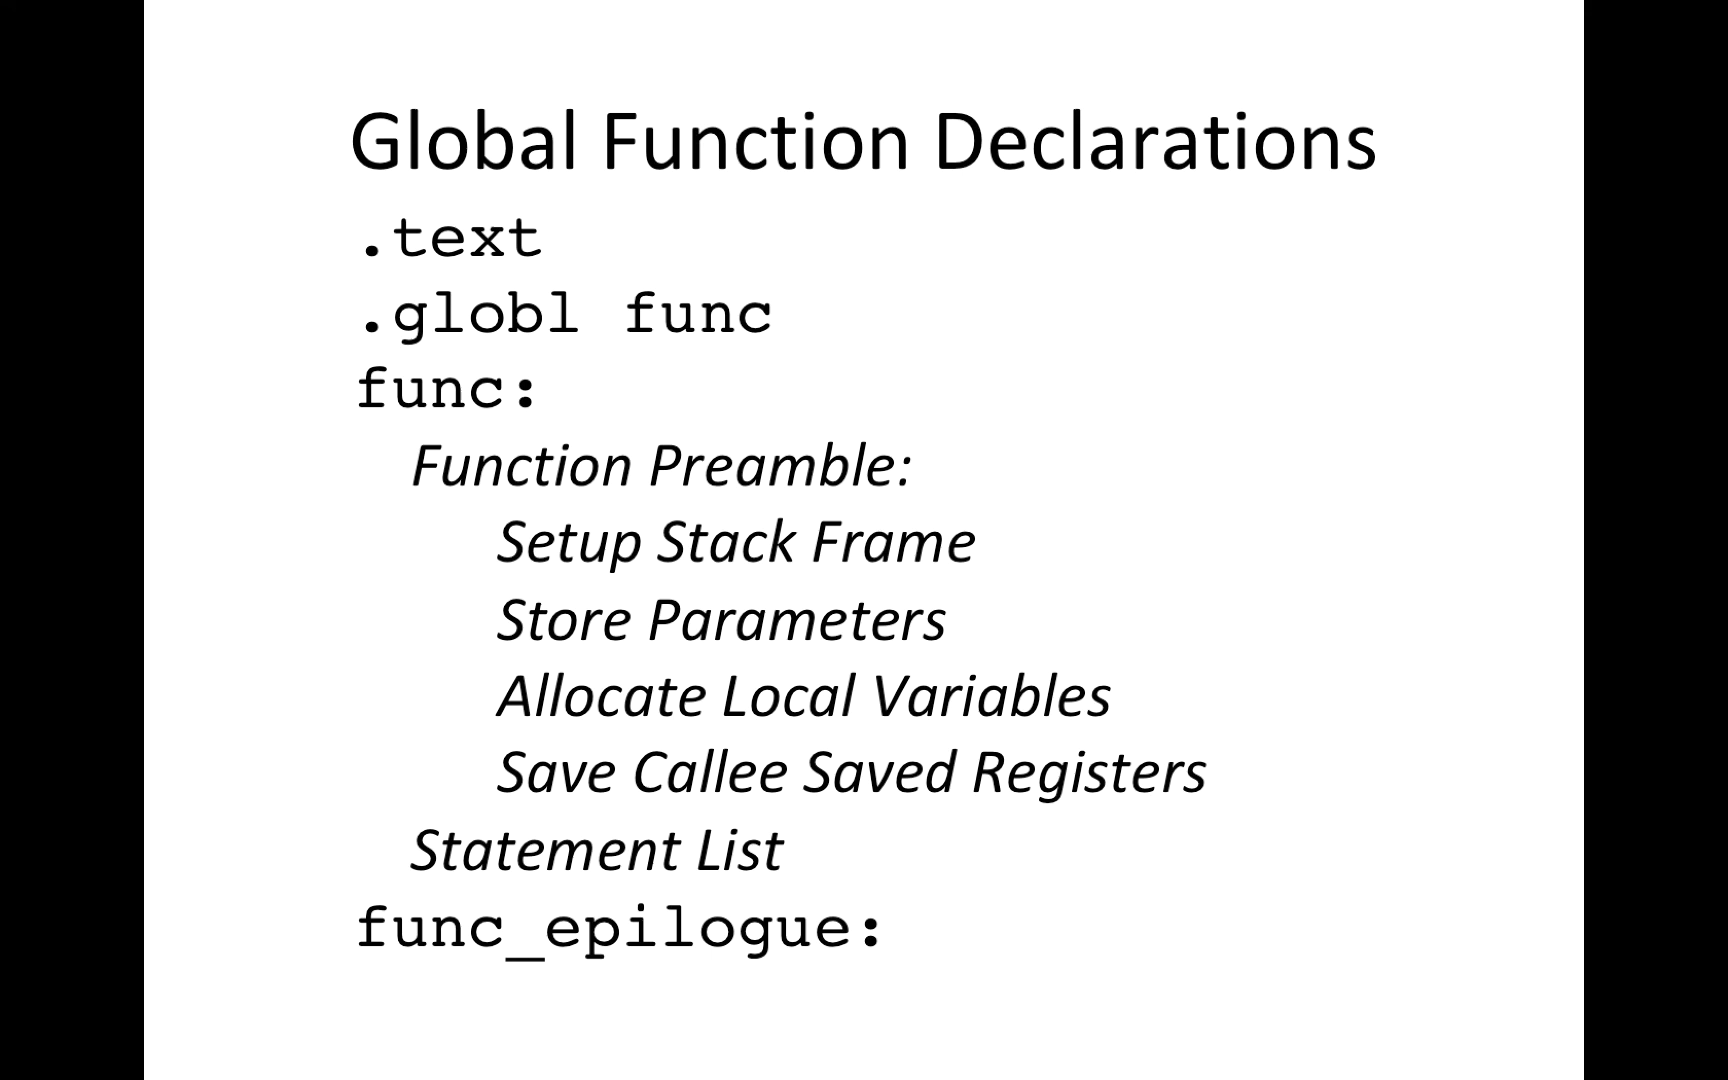 Global Function Declarations
.text
.globl func
func:
Function Preamble:
Setup Stack Frame
Store Parameters
Allocate Local Variables
Save Callee Saved Registers
Statement List
func_epilogue: